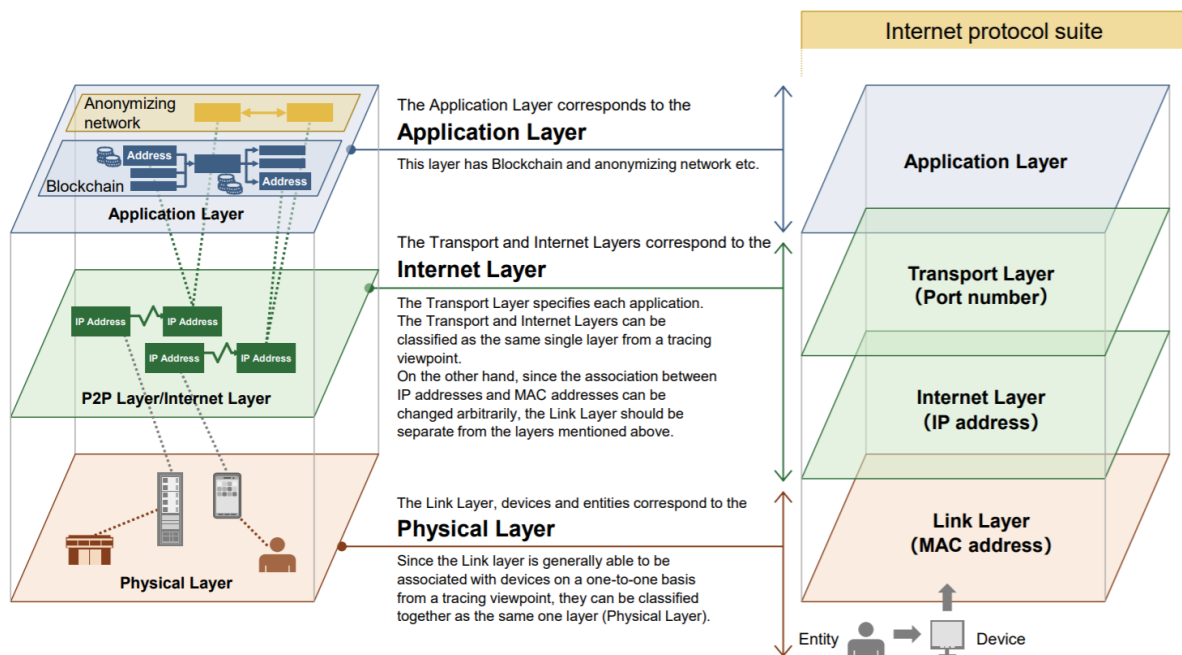 Internet protocol suite
Anonymizing
network
Address
Blockchain
Address
Application Layer
The Application Layer corresponds to the
Application Layer
This layer has Blockchain and anonymizing network etc.
Application Layer
The Transport and Internet Layers correspond to the
Internet Layer
The Transport Layer specifies each application.
The Transport and Internet Layers can be
classified as the same single layer from a tracing
viewpoint.
On the other hand, since the association between
IP addresses and MAC addresses can be
changed arbitrarily, the Link Layer should be
separate from the layers mentioned above.
IP Address
IP Address
IP Address
IP Address
P2P Layer/Internet Layer
Transport Layer
(Port number)
Internet Layer
(IP address)
The Link Layer, devices and entities correspond to the
Physical Layer
Since the Link layer is generally able to be
associated with devices on a one-to-one basis
from a tracing viewpoint, they can be classified
together as the same one layer (Physical Layer).
Physical Layer
Link Layer
(MAC address)
Entity
Device